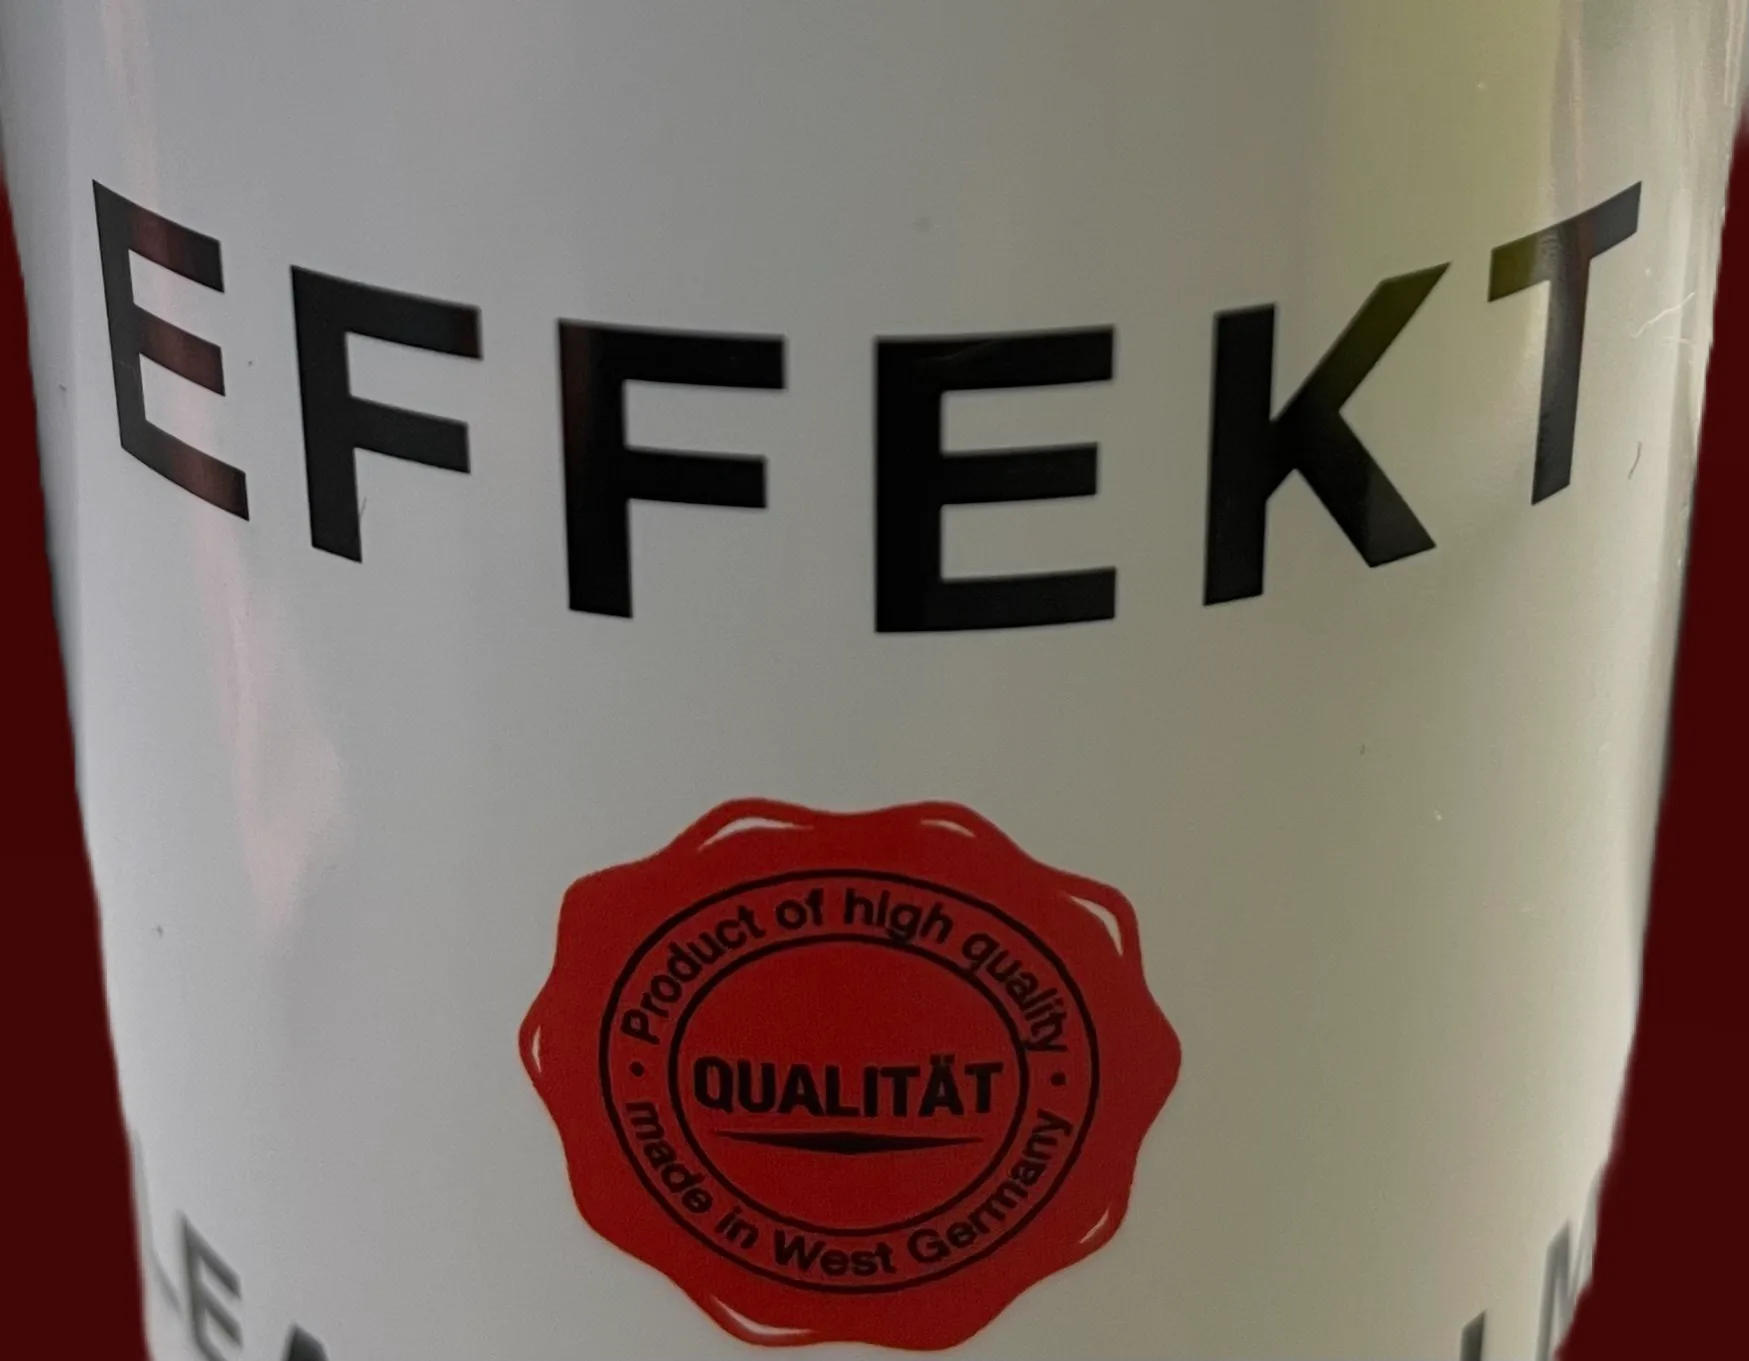 EFFEKT
Product of high quality
QUALITÄT
made in West Germany